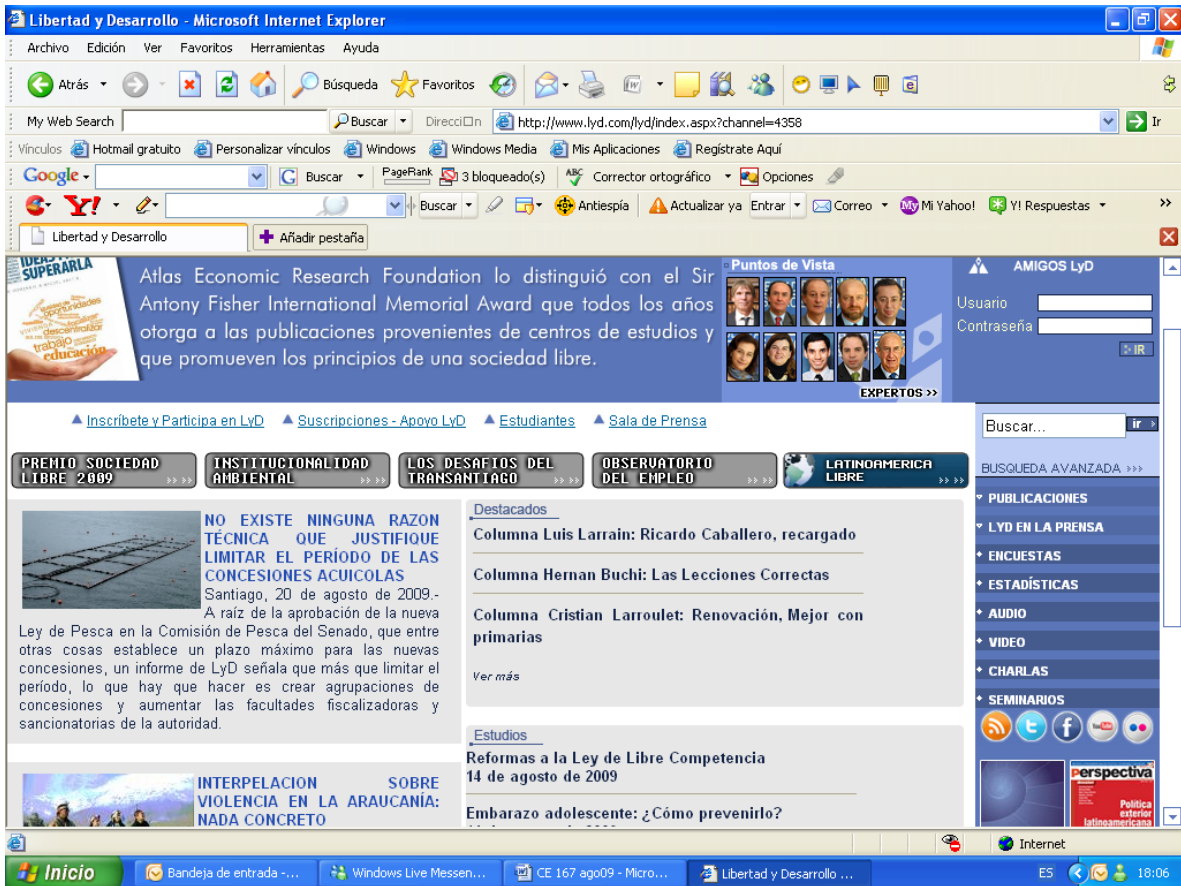 Libertad y Desarrollo - Microsoft Internet Explorer
Archivo Edición Ver Favoritos Herramientas Ayuda
Atrás Búsqueda Favoritos
My Web Search Buscar Direcci□n http://www.lyd.com/lyd/index.aspx?channel=4358 Ir
Vínculos Hotmail gratuito Personalizar vínculos Windows Windows Media Mis Aplicaciones Regístrate Aquí
Google Buscar PageRank 3 bloqueado(s) ABC Corrector ortográfico Opciones
Y! Buscar Antiespía Actualizar ya Entrar Correo My Mi Yahoo! Y! Respuestas
Libertad y Desarrollo Añadir pestaña
SUPERARLA
oportunidades
descentralizar
trabajo
educación
Atlas Economic Research Foundation lo distinguió con el Sir
Antony Fisher International Memorial Award que todos los años
otorga a las publicaciones provenientes de centros de estudios y
que promueven los principios de una sociedad libre.
Puntos de Vista
EXPERTOS >>
AMIGOS LyD
Usuario
Contraseña
IR
Inscríbete y Participa en LyD Suscripciones - Apoyo LyD Estudiantes Sala de Prensa
Buscar... ir
BUSQUEDA AVANZADA >>>
PREMIO SOCIEDAD
LIBRE 2009 >> >>
INSTITUCIONALIDAD
AMBIENTAL >> >>
LOS DESAFIOS DEL
TRANSANTIAGO >> >>
OBSERVATORIO
DEL EMPLEO >> >>
LATINOAMERICA
LIBRE >> >>
NO EXISTE NINGUNA RAZON
TÉCNICA QUE JUSTIFIQUE
LIMITAR EL PERÍODO DE LAS
CONCESIONES ACUICOLAS
Santiago, 20 de agosto de 2009.-
A raíz de la aprobación de la nueva
Ley de Pesca en la Comisión de Pesca del Senado, que entre
otras cosas establece un plazo máximo para las nuevas
concesiones, un informe de LyD señala que más que limitar el
período, lo que hay que hacer es crear agrupaciones de
concesiones y aumentar las facultades fiscalizadoras y
sancionatorias de la autoridad.
INTERPELACION SOBRE
VIOLENCIA EN LA ARAUCANÍA:
NADA CONCRETO
Destacados
Columna Luis Larrain: Ricardo Caballero, recargado
Columna Hernan Buchi: Las Lecciones Correctas
Columna Cristian Larroulet: Renovación, Mejor con
primarias
Ver más
Estudios
Reformas a la Ley de Libre Competencia
14 de agosto de 2009
Embarazo adolescente: ¿Cómo prevenirlo?
PUBLICACIONES
LYD EN LA PRENSA
ENCUESTAS
ESTADÍSTICAS
AUDIO
VIDEO
CHARLAS
SEMINARIOS
Perspectiva
Política
exterior
latinoamericana
Internet
Inicio Bandeja de entrada -... Windows Live Messen... CE 167 ago09 - Micro... Libertad y Desarrollo ... ES 18:06